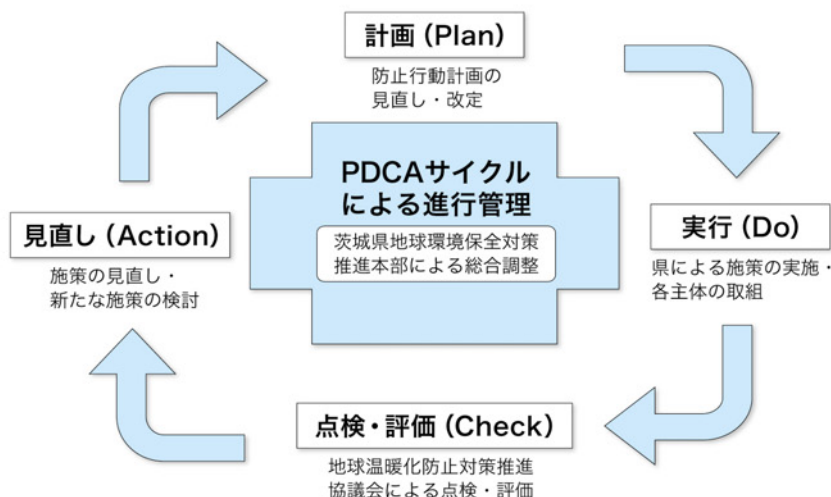 計画（Plan）
防止行動計画の
見直し・改定
PDCAサイクル
による進行管理
茨城県地球環境保全対策
推進本部による総合調整
実行（Do）
県による施策の実施・
各主体の取組
点検・評価（Check）
地球温暖化防止対策推進
協議会による点検・評価
見直し（Action）
施策の見直し・
新たな施策の検討